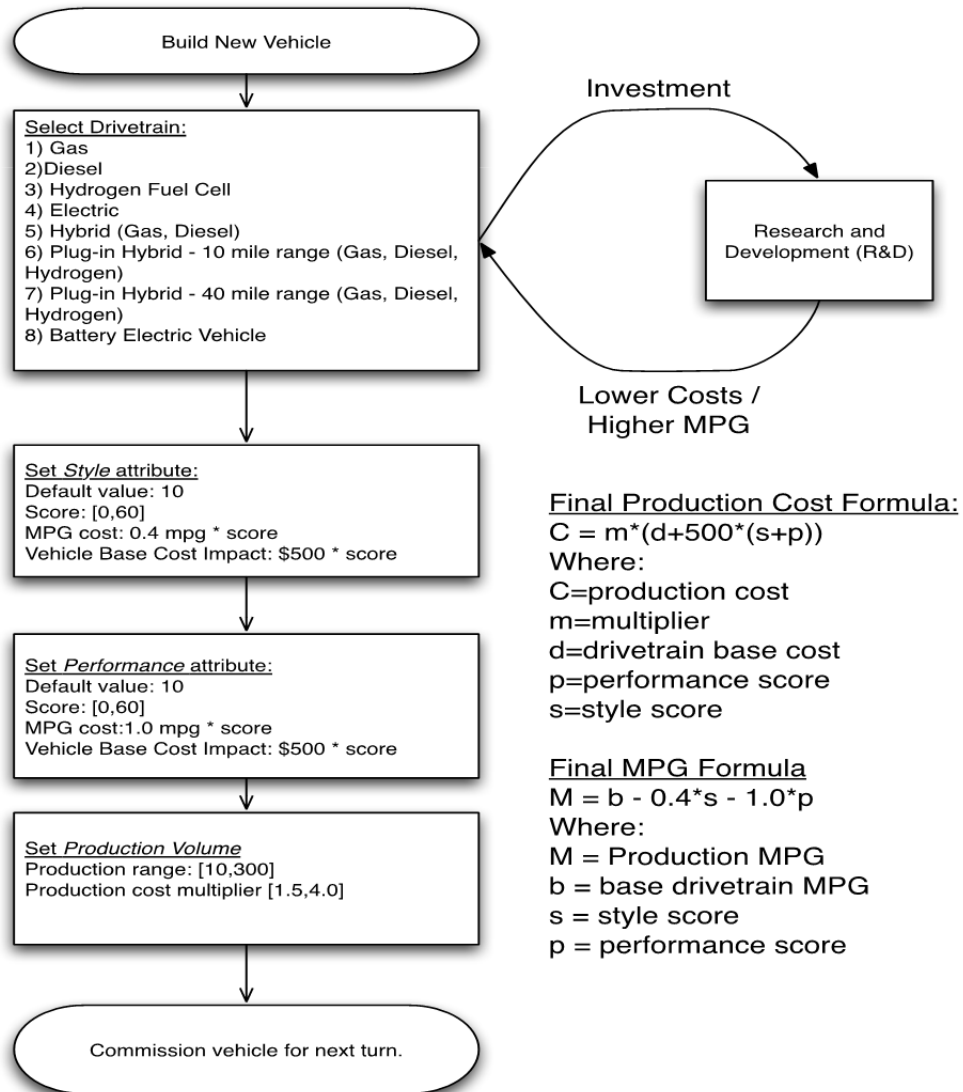 Build New Vehicle
Select Drivetrain:
1) Gas
2)Diesel
3) Hydrogen Fuel Cell
4) Electric
5) Hybrid (Gas, Diesel)
6) Plug-in Hybrid - 10 mile range (Gas, Diesel,
Hydrogen)
7) Plug-in Hybrid - 40 mile range (Gas, Diesel,
Hydrogen)
8) Battery Electric Vehicle
Investment
Research and
Development (R&D)
Lower Costs /
Higher MPG
Set Style attribute:
Default value: 10
Score: [0,60]
MPG cost: 0.4 mpg * score
Vehicle Base Cost Impact: $500 * score
Set Performance attribute:
Default value: 10
Score: [0,60]
MPG cost:1.0 mpg * score
Vehicle Base Cost Impact: $500 * score
Set Production Volume
Production range: [10,300]
Production cost multiplier [1.5,4.0]
Commission vehicle for next turn.
Final Production Cost Formula:
C = m*(d+500*(s+p))
Where:
C=production cost
m=multiplier
d=drivetrain base cost
p=performance score
s=style score
Final MPG Formula
M = b - 0.4*s - 1.0*p
Where:
M = Production MPG
b = base drivetrain MPG
s = style score
p = performance score